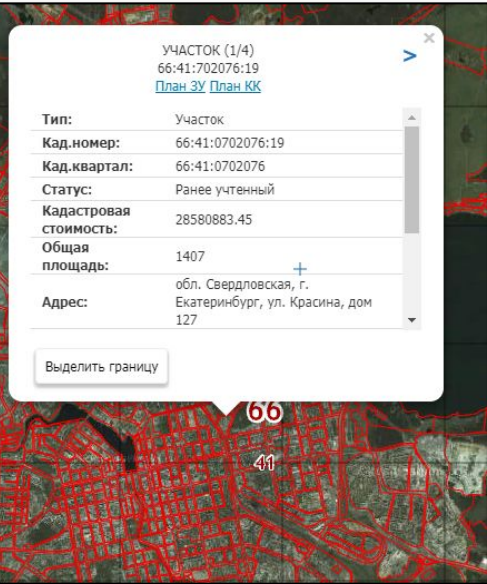 УЧАСТОК (1/4)
66:41:702076:19
План ЗУ План КК
Тип: Участок
Кад.номер: 66:41:0702076:19
Кад.квартал: 66:41:0702076
Статус: Ранее учтенный
Кадастровая стоимость: 28580883.45
Общая площадь: 1407
Адрес: обл. Свердловская, г.
Екатеринбург, ул. Красина, дом
127
Выделить границу
66
41